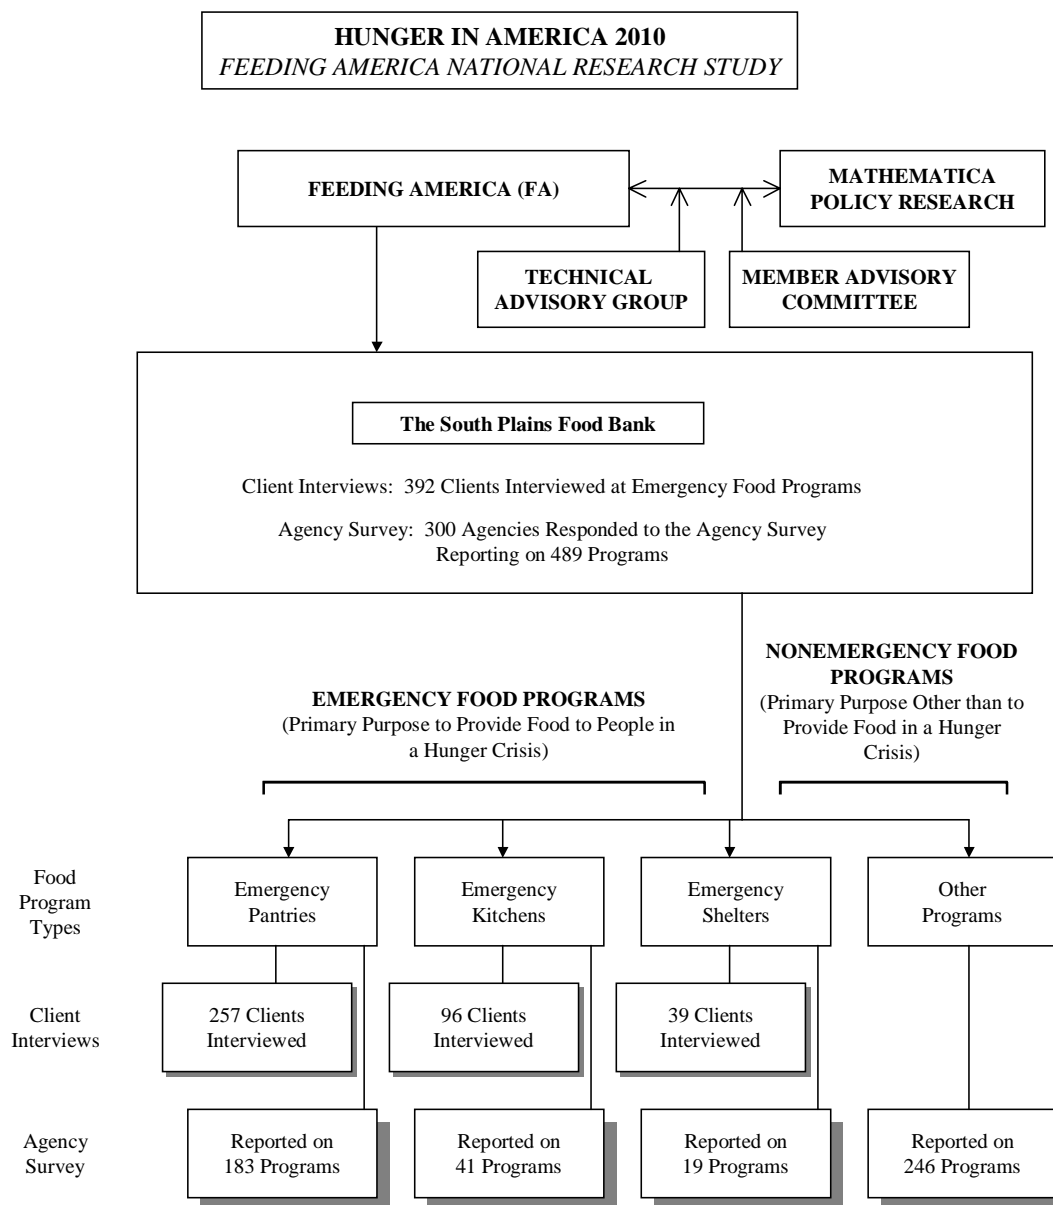 HUNGER IN AMERICA 2010
FEEDING AMERICA NATIONAL RESEARCH STUDY
FEEDING AMERICA (FA)
MATHEMATICA
POLICY RESEARCH
TECHNICAL
ADVISORY GROUP
MEMBER ADVISORY
COMMITTEE
The South Plains Food Bank
Client Interviews:  392 Clients Interviewed at Emergency Food Programs
Agency Survey:  300 Agencies Responded to the Agency Survey
Reporting on 489 Programs
EMERGENCY FOOD PROGRAMS
(Primary Purpose to Provide Food to People in
a Hunger Crisis)
NONEMERGENCY FOOD
PROGRAMS
(Primary Purpose Other than to
Provide Food in a Hunger
Crisis)
Food
Program
Types
Emergency
Pantries
Emergency
Kitchens
Emergency
Shelters
Other
Programs
Client
Interviews
257 Clients
Interviewed
96 Clients
Interviewed
39 Clients
Interviewed
Agency
Survey
Reported on
183 Programs
Reported on
41 Programs
Reported on
19 Programs
Reported on
246 Programs